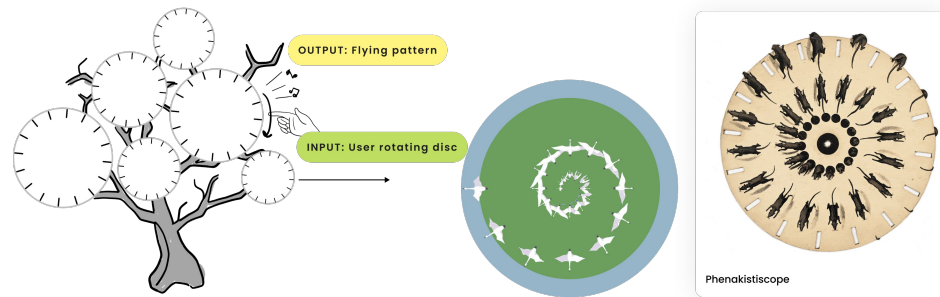 OUTPUT: Flying pattern
INPUT: User rotating disc
Phenakistiscope